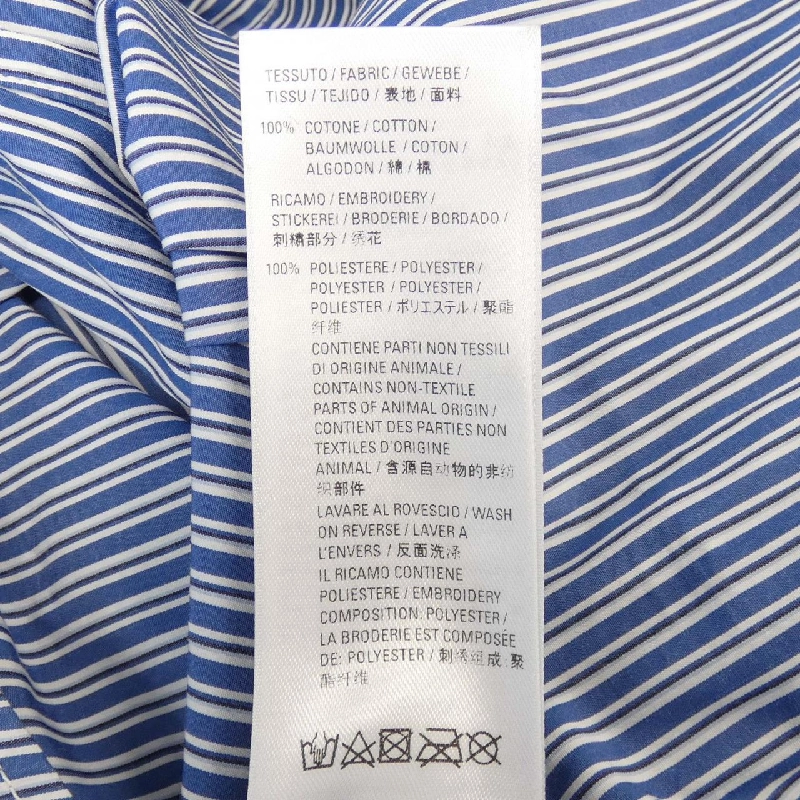 TESSUTO / FABRIC / GEWEBE /
TISSU / TEJIDO / 表地 / 面料
100% COTONE / COTTON /
BAUMWOLLE / COTON /
ALGODON / 綿 / 棉
RICAMO / EMBROIDERY /
STICKEREI / BRODERIE / BORDADO /
刺繍部分 / 绣花
100% POLIESTERE / POLYESTER /
POLYESTER / POLYESTER /
POLIESTER / ポリエステル / 聚酯
纤维
CONTIENE PARTI NON TESSILI
DI ORIGINE ANIMALE /
CONTAINS NON-TEXTILE
PARTS OF ANIMAL ORIGIN /
CONTIENT DES PARTIES NON
TEXTILES D'ORIGINE
ANIMAL / 含源自动物的非纺
织部件
LAVARE AL ROVESCIO / WASH
ON REVERSE / LAVER A
L'ENVERS / 反面洗涤
IL RICAMO CONTIENE
POLIESTERE / EMBROIDERY
COMPOSITION: POLYESTER /
LA BRODERIE EST COMPOSÉE
DE: POLYESTER / 刺绣组成 聚
酯纤维